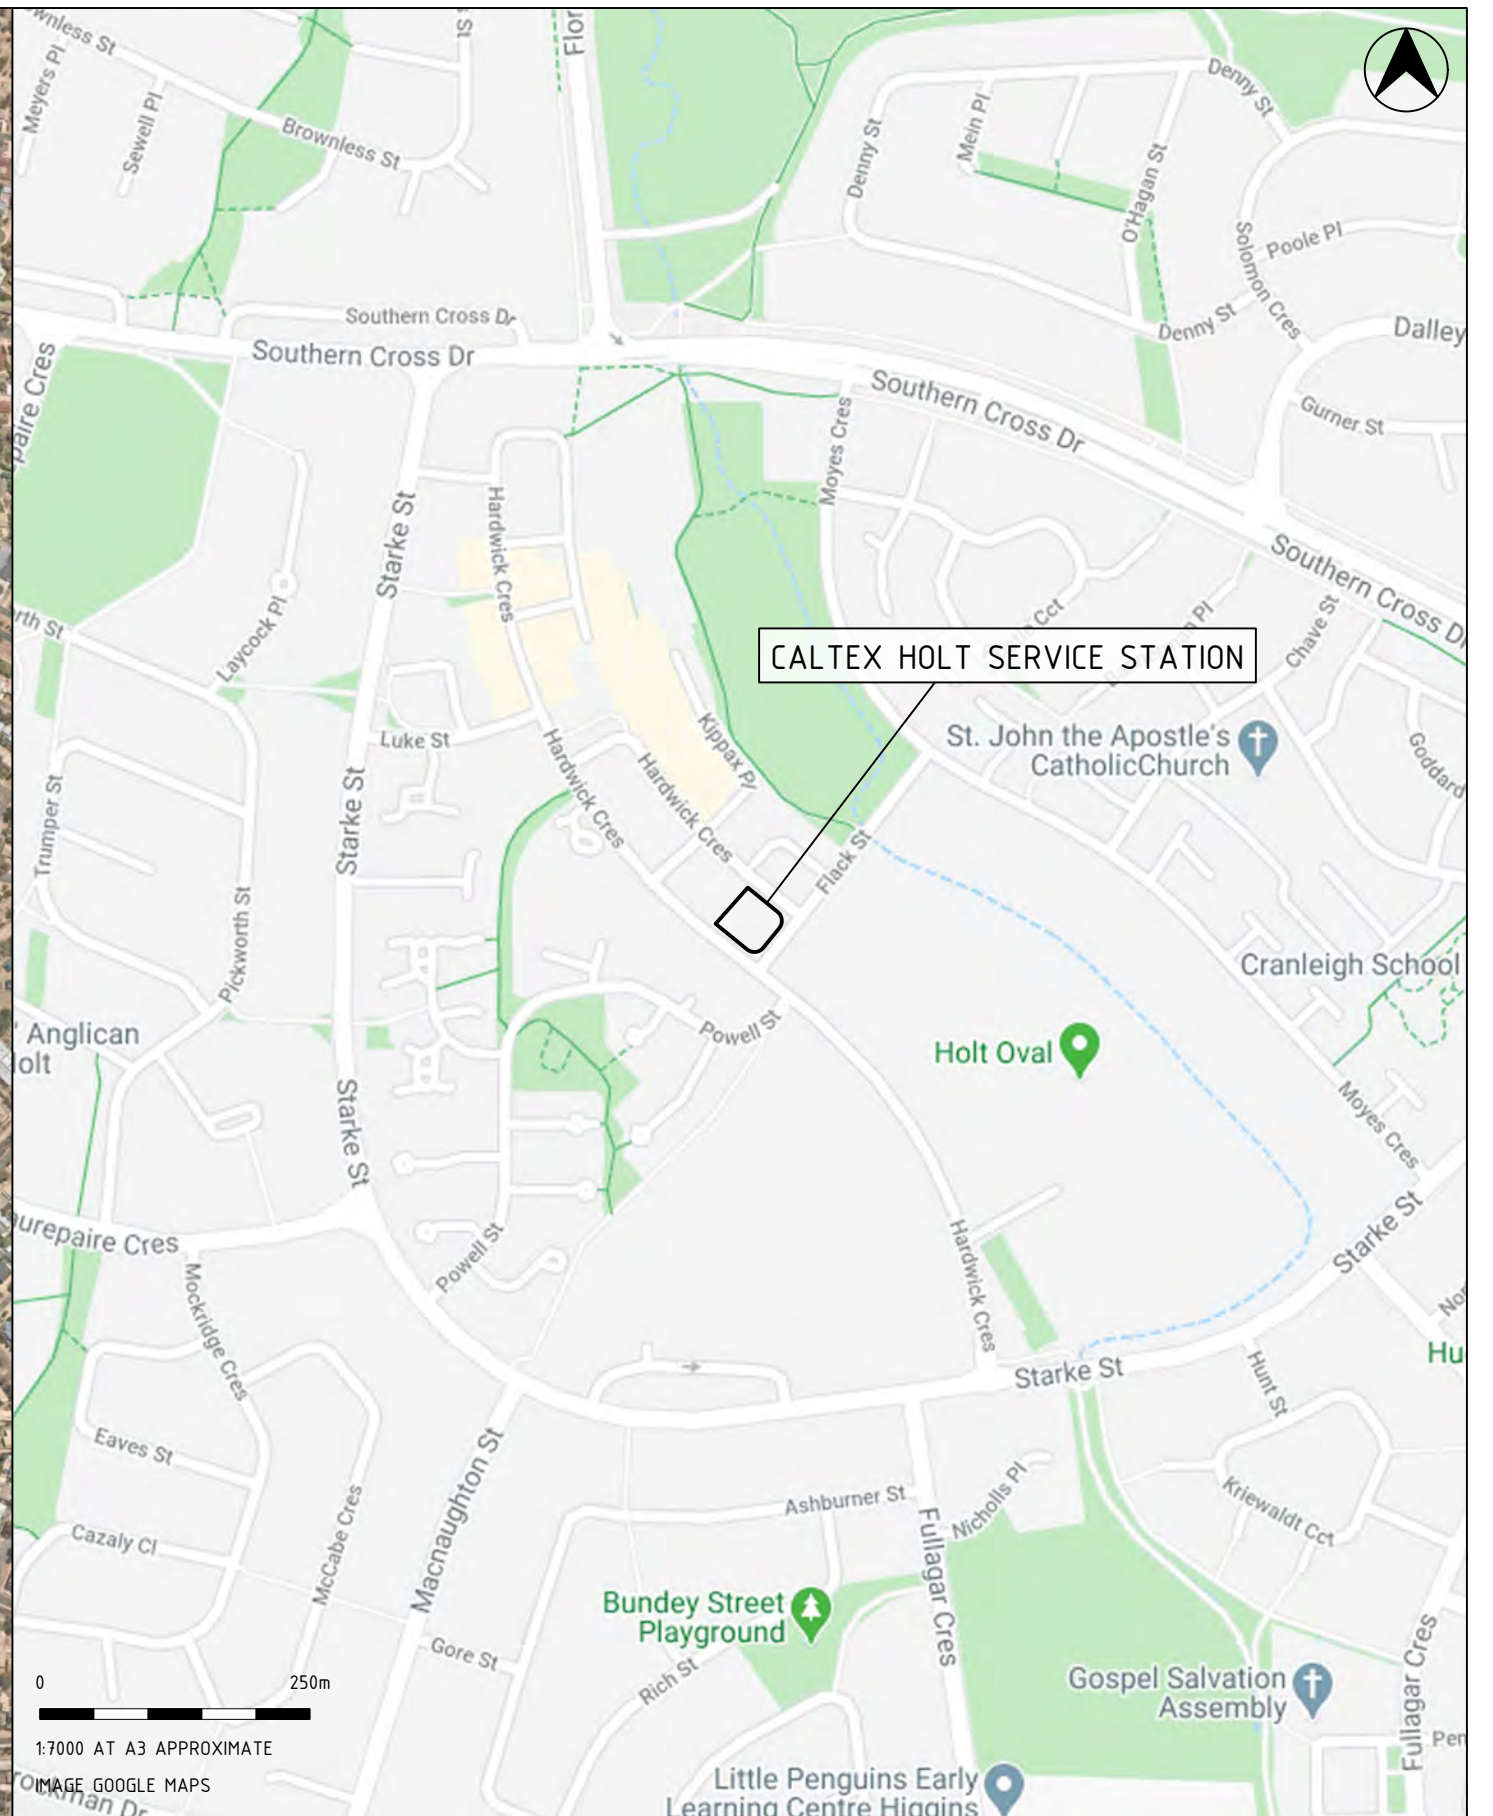 Meyers Pl
Sewell Pl
Brownless St
Denny St
Mein Pl
O'Hagan St
Denny St
Solomon Cres
Poole Pl
Denny St
Dalley
Gurner St
Southern Cross Dr
Southern Cross Dr
Southern Cross Dr
Southern Cross Dr
Moyes Cres
Starke St
Hardwick Cres
Laycock Pl
Chave St
CALTEX HOLT SERVICE STATION
St. John the Apostle's
CatholicChurch
Goddard
Luke St
Kippax Pl
Hardwick Cres
Hardwick Cres
Trumper St
Starke St
Flack St
Pickworth St
Cranleigh School
Anglican
Powell St
Holt Oval
Starke St
Moyes Cres
Hardwick Cres
Starke St
Powell St
Mockridge Cres
Starke St
Hunt St
Eaves St
Cazaly Cl
McCabe Cres
Macnaughton St
Ashburner St
Nicholls Pl
Fullagar Cres
Kriewaldt Cct
Bundey Street
Playground
Gore St
Rich St
Gospel Salvation
Assembly
Fullagar Cres
0 250m
1:7000 AT A3 APPROXIMATE
IMAGE GOOGLE MAPS
Little Penguins Early
Learning Centre Higgins